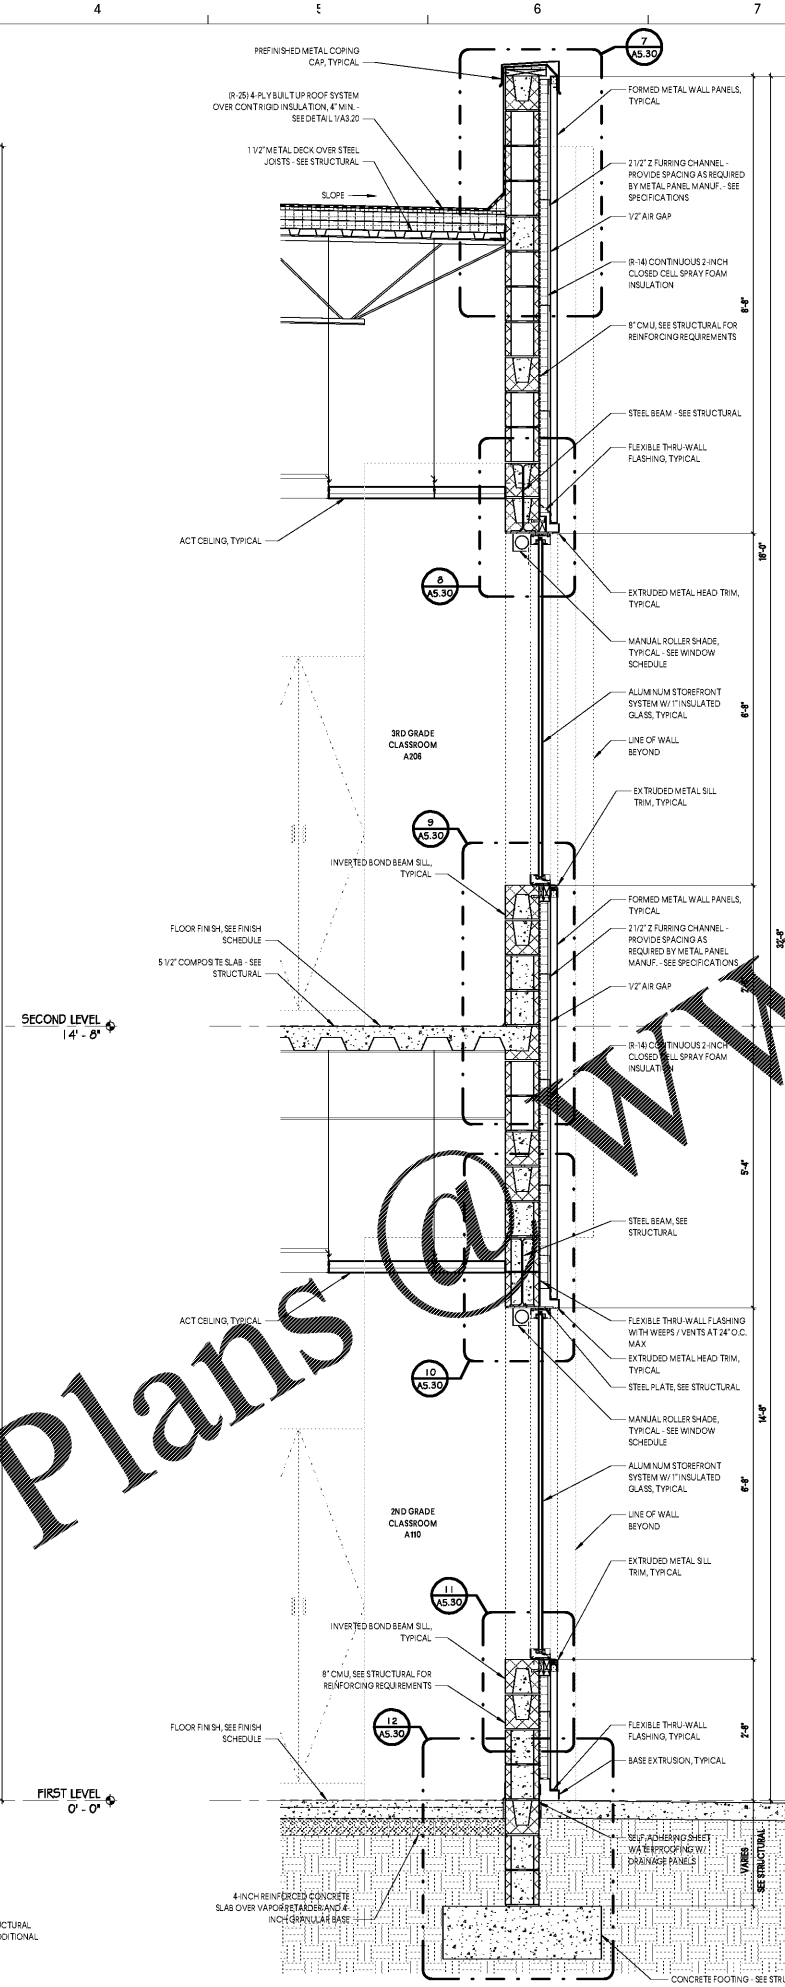 4
5
6
7
PREFINISHED METAL COPING
CAP, TYPICAL
7
A5.30
(R-25) 4-PLY BUILT UP ROOF SYSTEM
OVER CONT RIGID INSULATION, 4" MIN. -
SEE DETAIL 1/A3.20
FORMED METAL WALL PANELS,
TYPICAL
1 1/2" METAL DECK OVER STEEL
JOISTS - SEE STRUCTURAL
2 1/2" Z FURRING CHANNEL -
PROVIDE SPACING AS REQUIRED
BY METAL PANEL MANUF. - SEE
SPECIFICATIONS
SLOPE
1/2" AIR GAP
(R-14) CONTINUOUS 2-INCH
CLOSED CELL SPRAY FOAM
INSULATION
8'-8"
8" CMU, SEE STRUCTURAL FOR
REINFORCING REQUIREMENTS
STEEL BEAM - SEE STRUCTURAL
FLEXIBLE THRU-WALL
FLASHING, TYPICAL
ACT CEILING, TYPICAL
18'-0"
8
A5.30
EXTRUDED METAL HEAD TRIM,
TYPICAL
MANUAL ROLLER SHADE,
TYPICAL - SEE WINDOW
SCHEDULE
ALUMINUM STOREFRONT
SYSTEM W/ 1" INSULATED
GLASS, TYPICAL
6'-8"
3RD GRADE
CLASSROOM
A206
LINE OF WALL
BEYOND
EXTRUDED METAL SILL
TRIM, TYPICAL
9
A5.30
INVERTED BOND BEAM SILL,
TYPICAL
FORMED METAL WALL PANELS,
TYPICAL
FLOOR FINISH, SEE FINISH
SCHEDULE
2 1/2" Z FURRING CHANNEL -
PROVIDE SPACING AS
REQUIRED BY METAL PANEL
MANUF. - SEE SPECIFICATIONS
32'-8"
5 1/2" COMPOSITE SLAB - SEE
STRUCTURAL
1/2" AIR GAP
SECOND LEVEL
14' - 8"
(R-14) CONTINUOUS 2-INCH
CLOSED CELL SPRAY FOAM
INSULATION
5'-4"
STEEL BEAM, SEE
STRUCTURAL
ACT CEILING, TYPICAL
FLEXIBLE THRU-WALL FLASHING
WITH WEEPS / VENTS AT 24" O.C.
MAX
EXTRUDED METAL HEAD TRIM,
TYPICAL
10
A5.30
STEEL PLATE, SEE STRUCTURAL
Plans @ ww
MANUAL ROLLER SHADE,
TYPICAL - SEE WINDOW
SCHEDULE
14'-8"
ALUMINUM STOREFRONT
SYSTEM W/ 1" INSULATED
GLASS, TYPICAL
6'-8"
2ND GRADE
CLASSROOM
A110
LINE OF WALL
BEYOND
EXTRUDED METAL SILL
TRIM, TYPICAL
11
A5.30
INVERTED BOND BEAM SILL,
TYPICAL
8" CMU, SEE STRUCTURAL FOR
REINFORCING REQUIREMENTS
12
A5.30
FLOOR FINISH, SEE FINISH
SCHEDULE
FLEXIBLE THRU-WALL
FLASHING, TYPICAL
2'-8"
BASE EXTRUSION, TYPICAL
FIRST LEVEL
0' - 0"
SELF ADHERING SHEET
WATERPROOFING W/
DRAINAGE PANELS
VARIES
SEE STRUCTURAL
4-INCH REINFORCED CONCRETE
SLAB OVER VAPOR RETARDER AND 4-
INCH GRANULAR BASE
CTURAL
DDITIONAL
CONCRETE FOOTING - SEE STRU